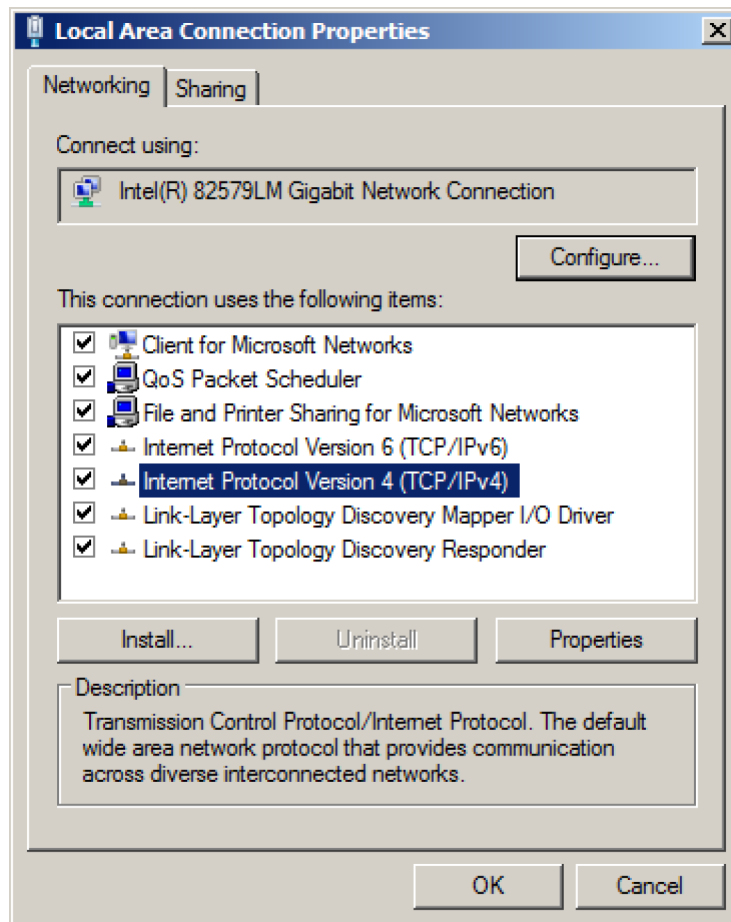 Local Area Connection Properties
Networking
Sharing
Connect using:
Intel(R) 82579LM Gigabit Network Connection
Configure...
This connection uses the following items:
Client for Microsoft Networks
QoS Packet Scheduler
File and Printer Sharing for Microsoft Networks
Internet Protocol Version 6 (TCP/IPv6)
Internet Protocol Version 4 (TCP/IPv4)
Link-Layer Topology Discovery Mapper I/O Driver
Link-Layer Topology Discovery Responder
Install...
Uninstall
Properties
Description
Transmission Control Protocol/Internet Protocol. The default
wide area network protocol that provides communication
across diverse interconnected networks.
OK
Cancel